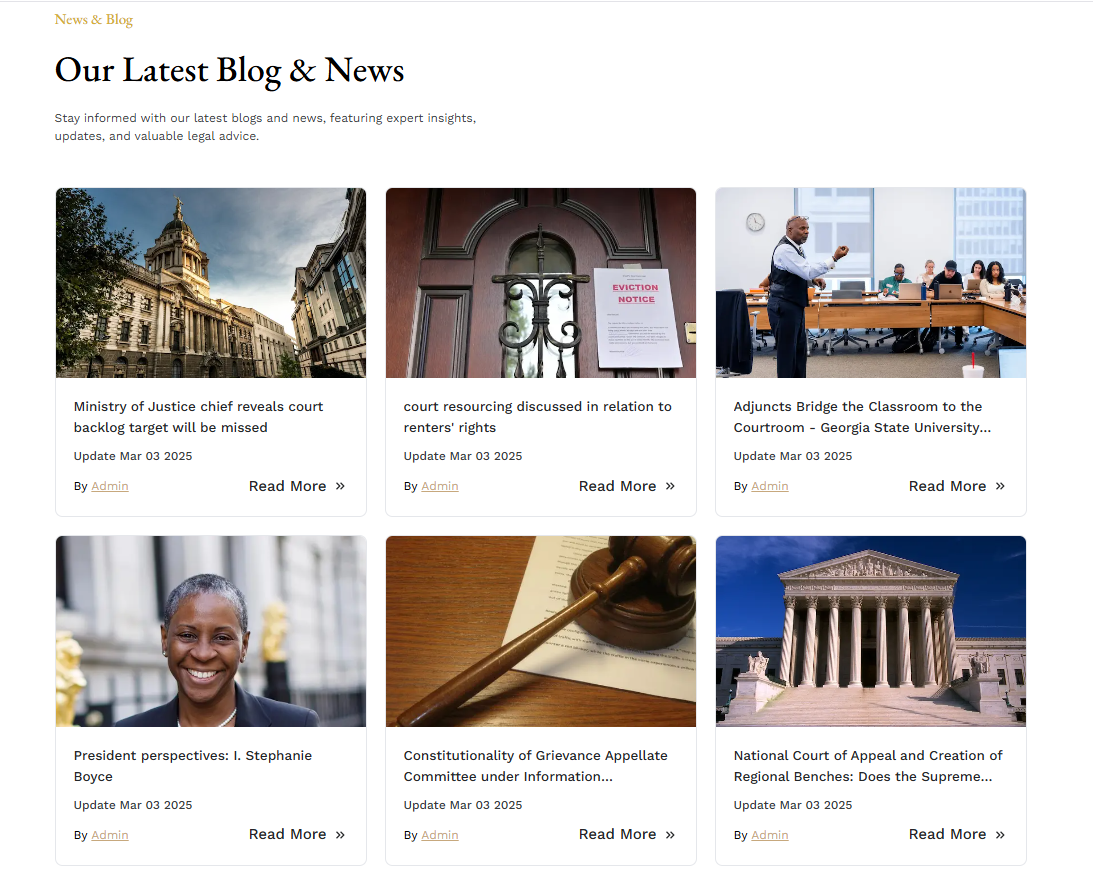 News & Blog
Our Latest Blog & News
Stay informed with our latest blogs and news, featuring expert insights,
updates, and valuable legal advice.
EVICTION
NOTICE
Ministry of Justice chief reveals court
backlog target will be missed
Update Mar 03 2025
By Admin
Read More »
court resourcing discussed in relation to
renters' rights
Update Mar 03 2025
By Admin
Read More »
Adjuncts Bridge the Classroom to the
Courtroom - Georgia State University...
Update Mar 03 2025
By Admin
Read More »
President perspectives: I. Stephanie
Boyce
Update Mar 03 2025
By Admin
Read More »
Constitutionality of Grievance Appellate
Committee under Information...
Update Mar 03 2025
By Admin
Read More »
National Court of Appeal and Creation of
Regional Benches: Does the Supreme...
Update Mar 03 2025
By Admin
Read More »